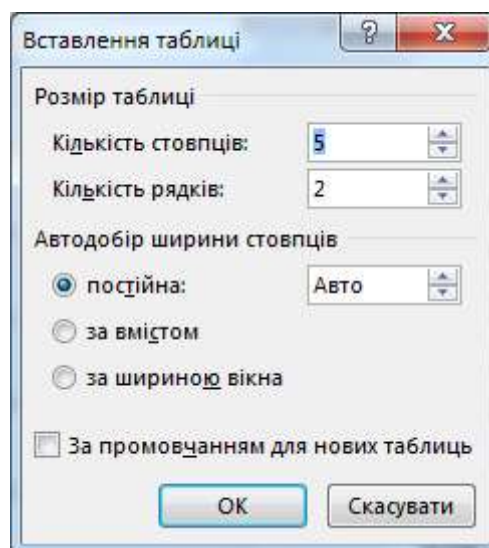 Вставлення таблиці
Розмір таблиці
Кількість стовпців: 5
Кількість рядків: 2
Автодобір ширини стовпців
постійна: Авто
за вмістом
за шириною вікна
За промовчанням для нових таблиць
ОК Скасувати